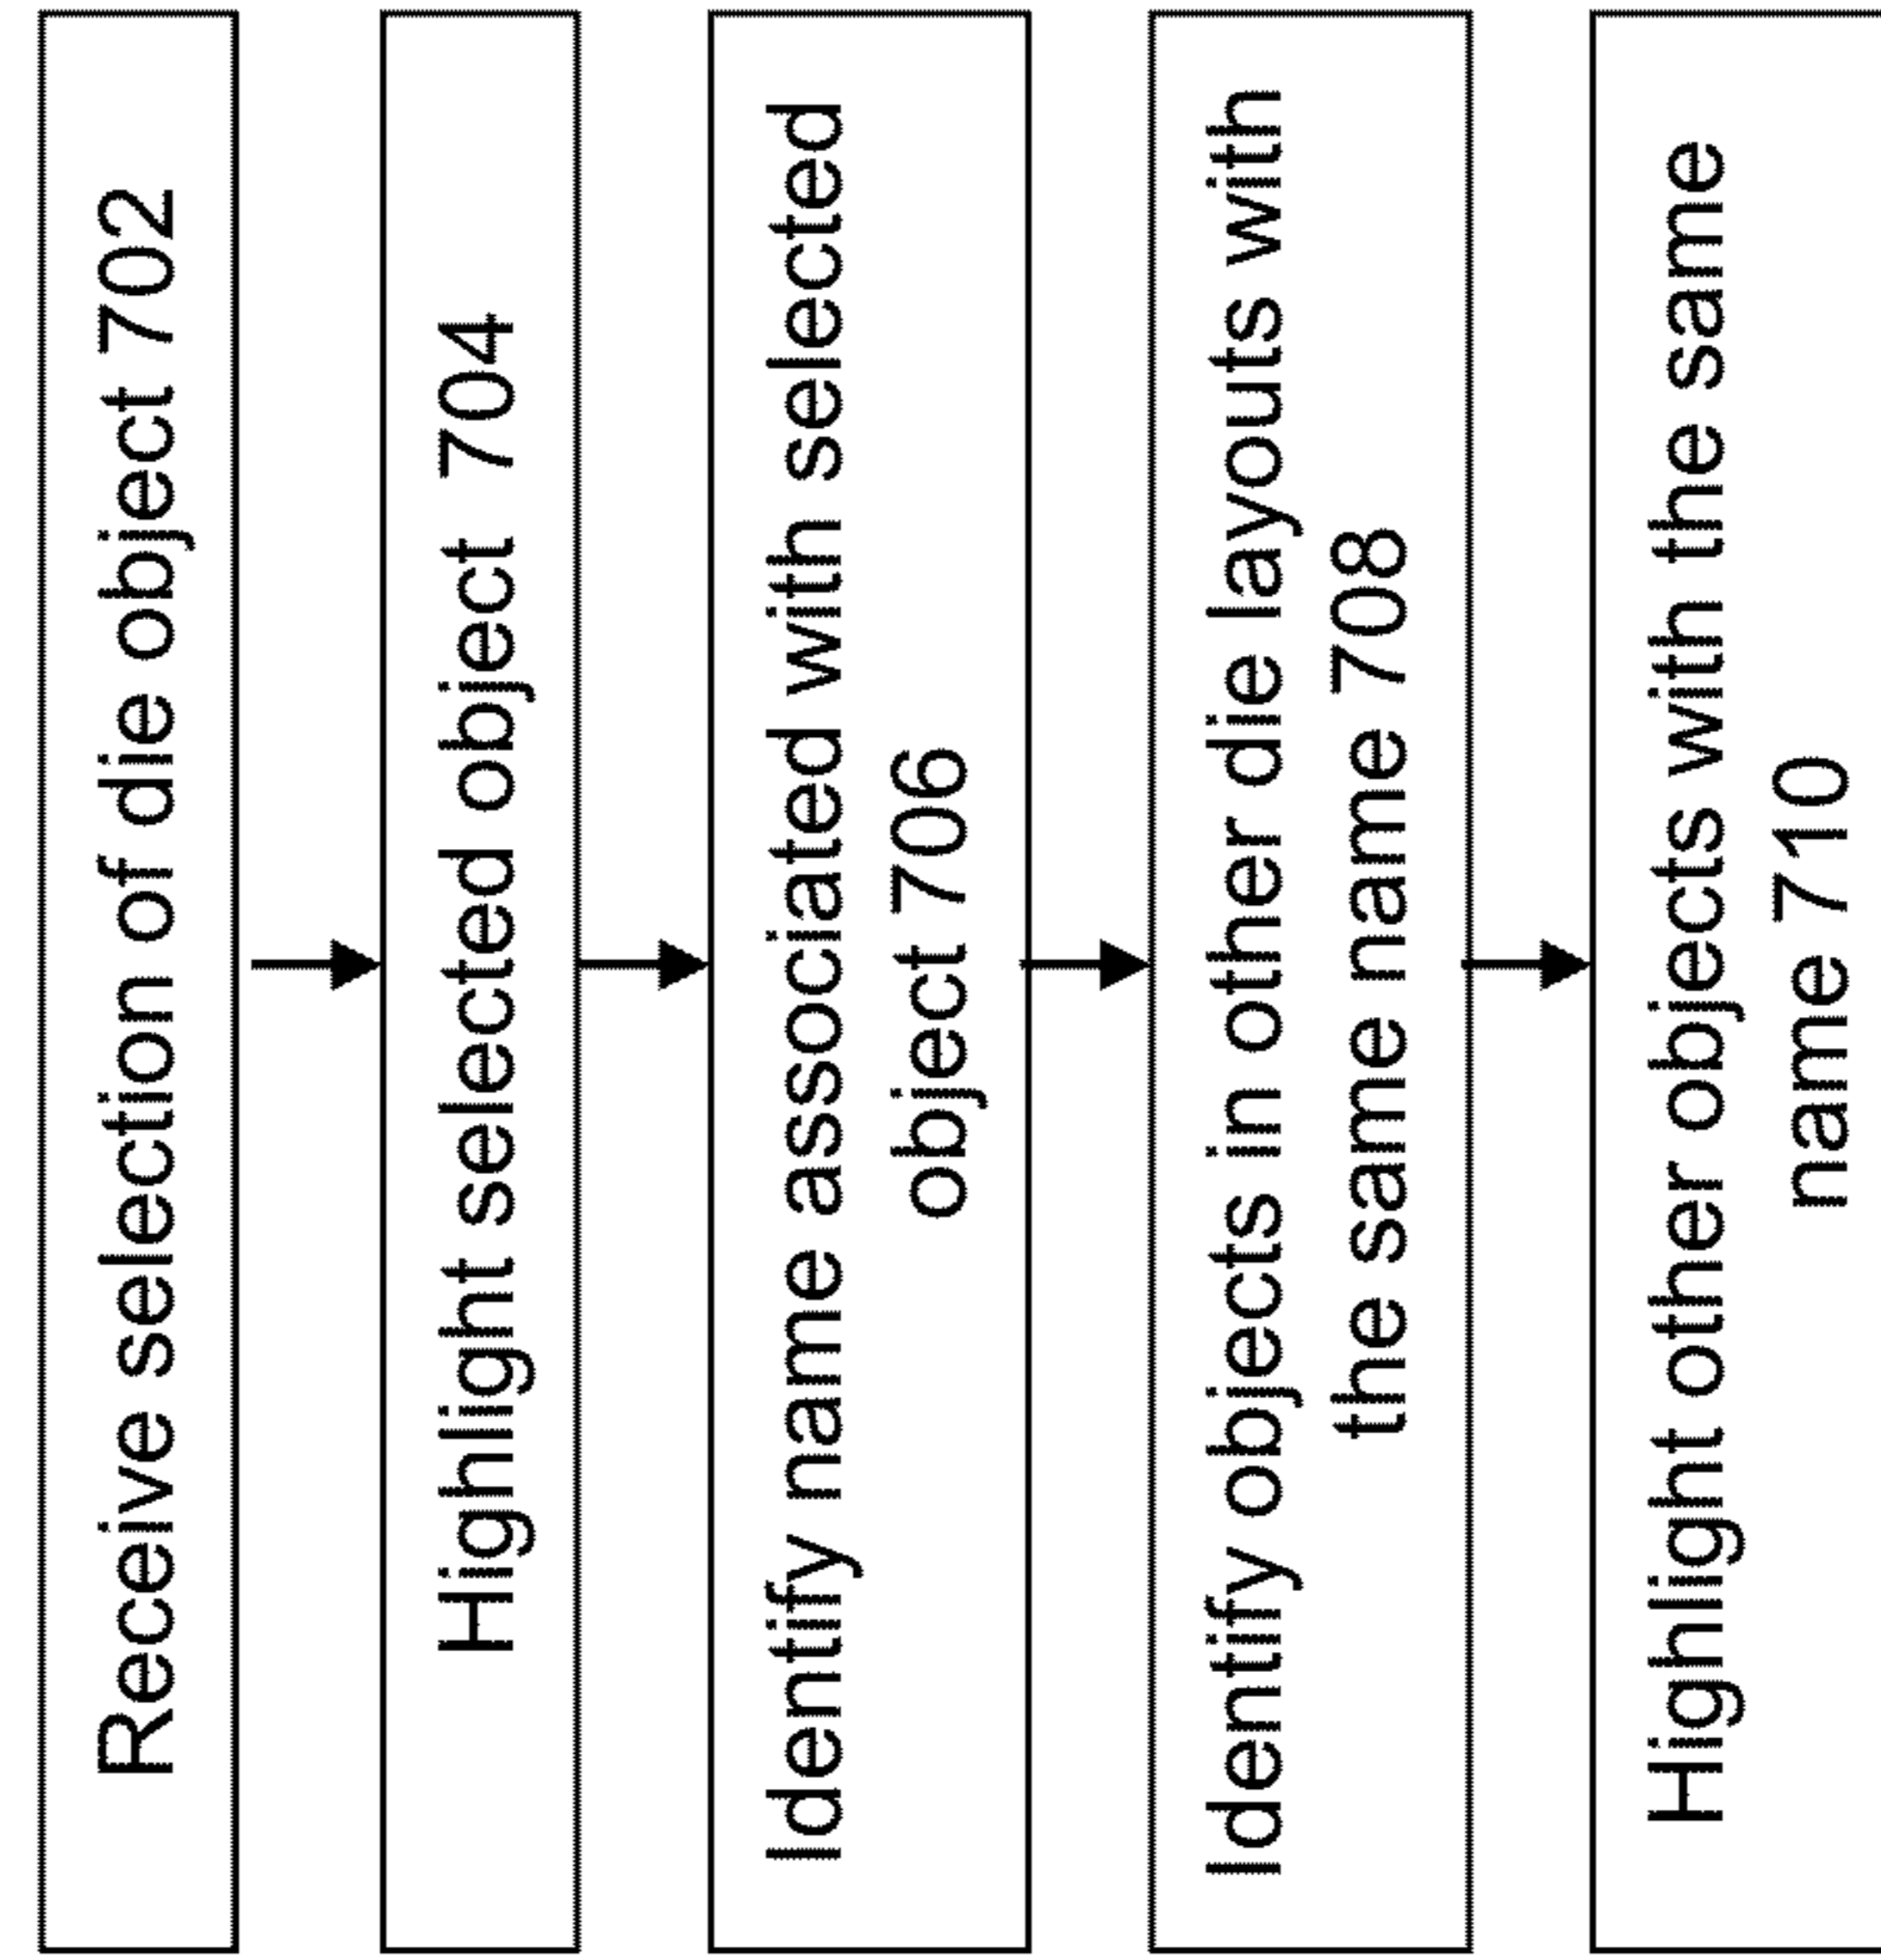 Receive selection of die object 702
Highlight selected object 704
Identify name associated with selected
object 706
Identify objects in other die layouts with
the same name 708
Highlight other objects with the same
name 710